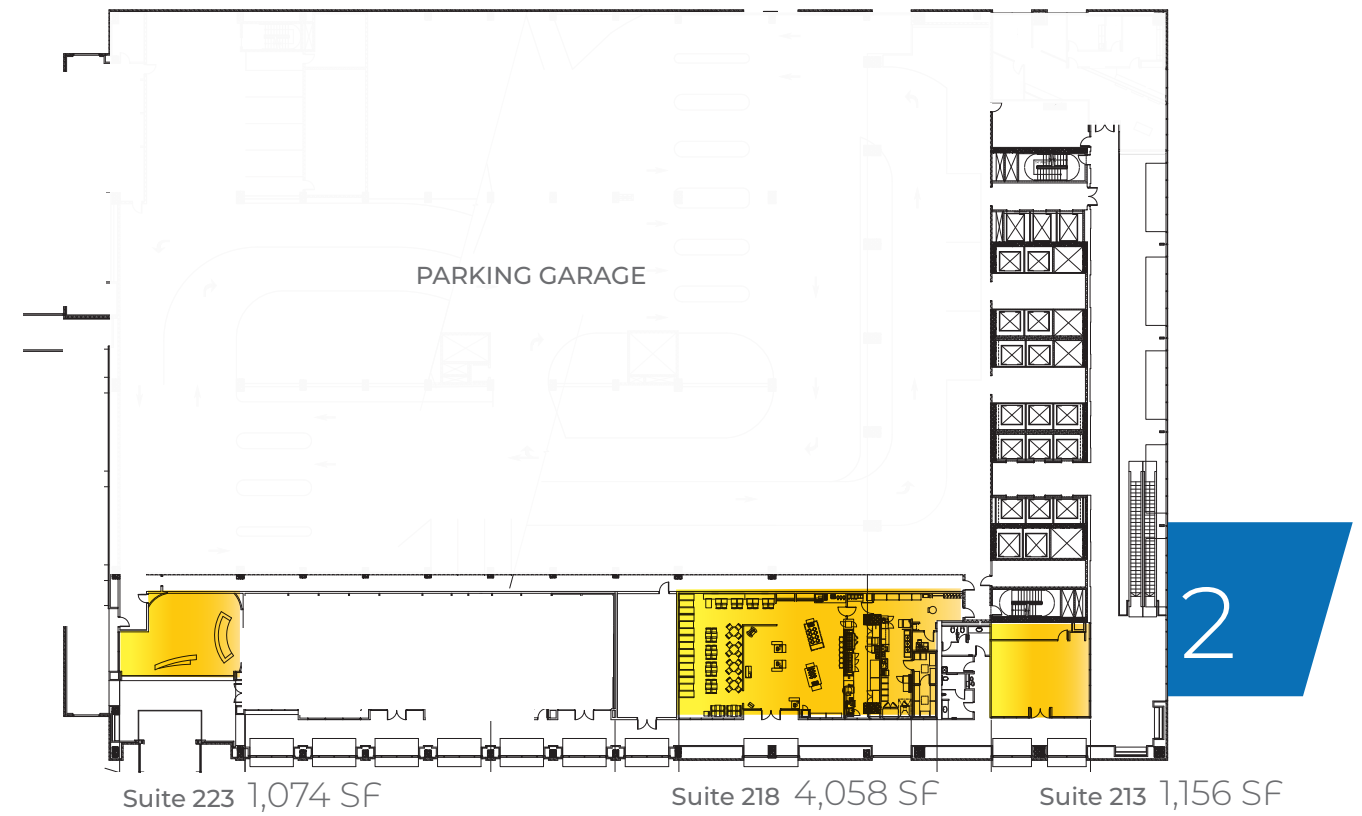 PARKING GARAGE
2
Suite 223 1,074 SF
Suite 218 4,058 SF
Suite 213 1,156 SF